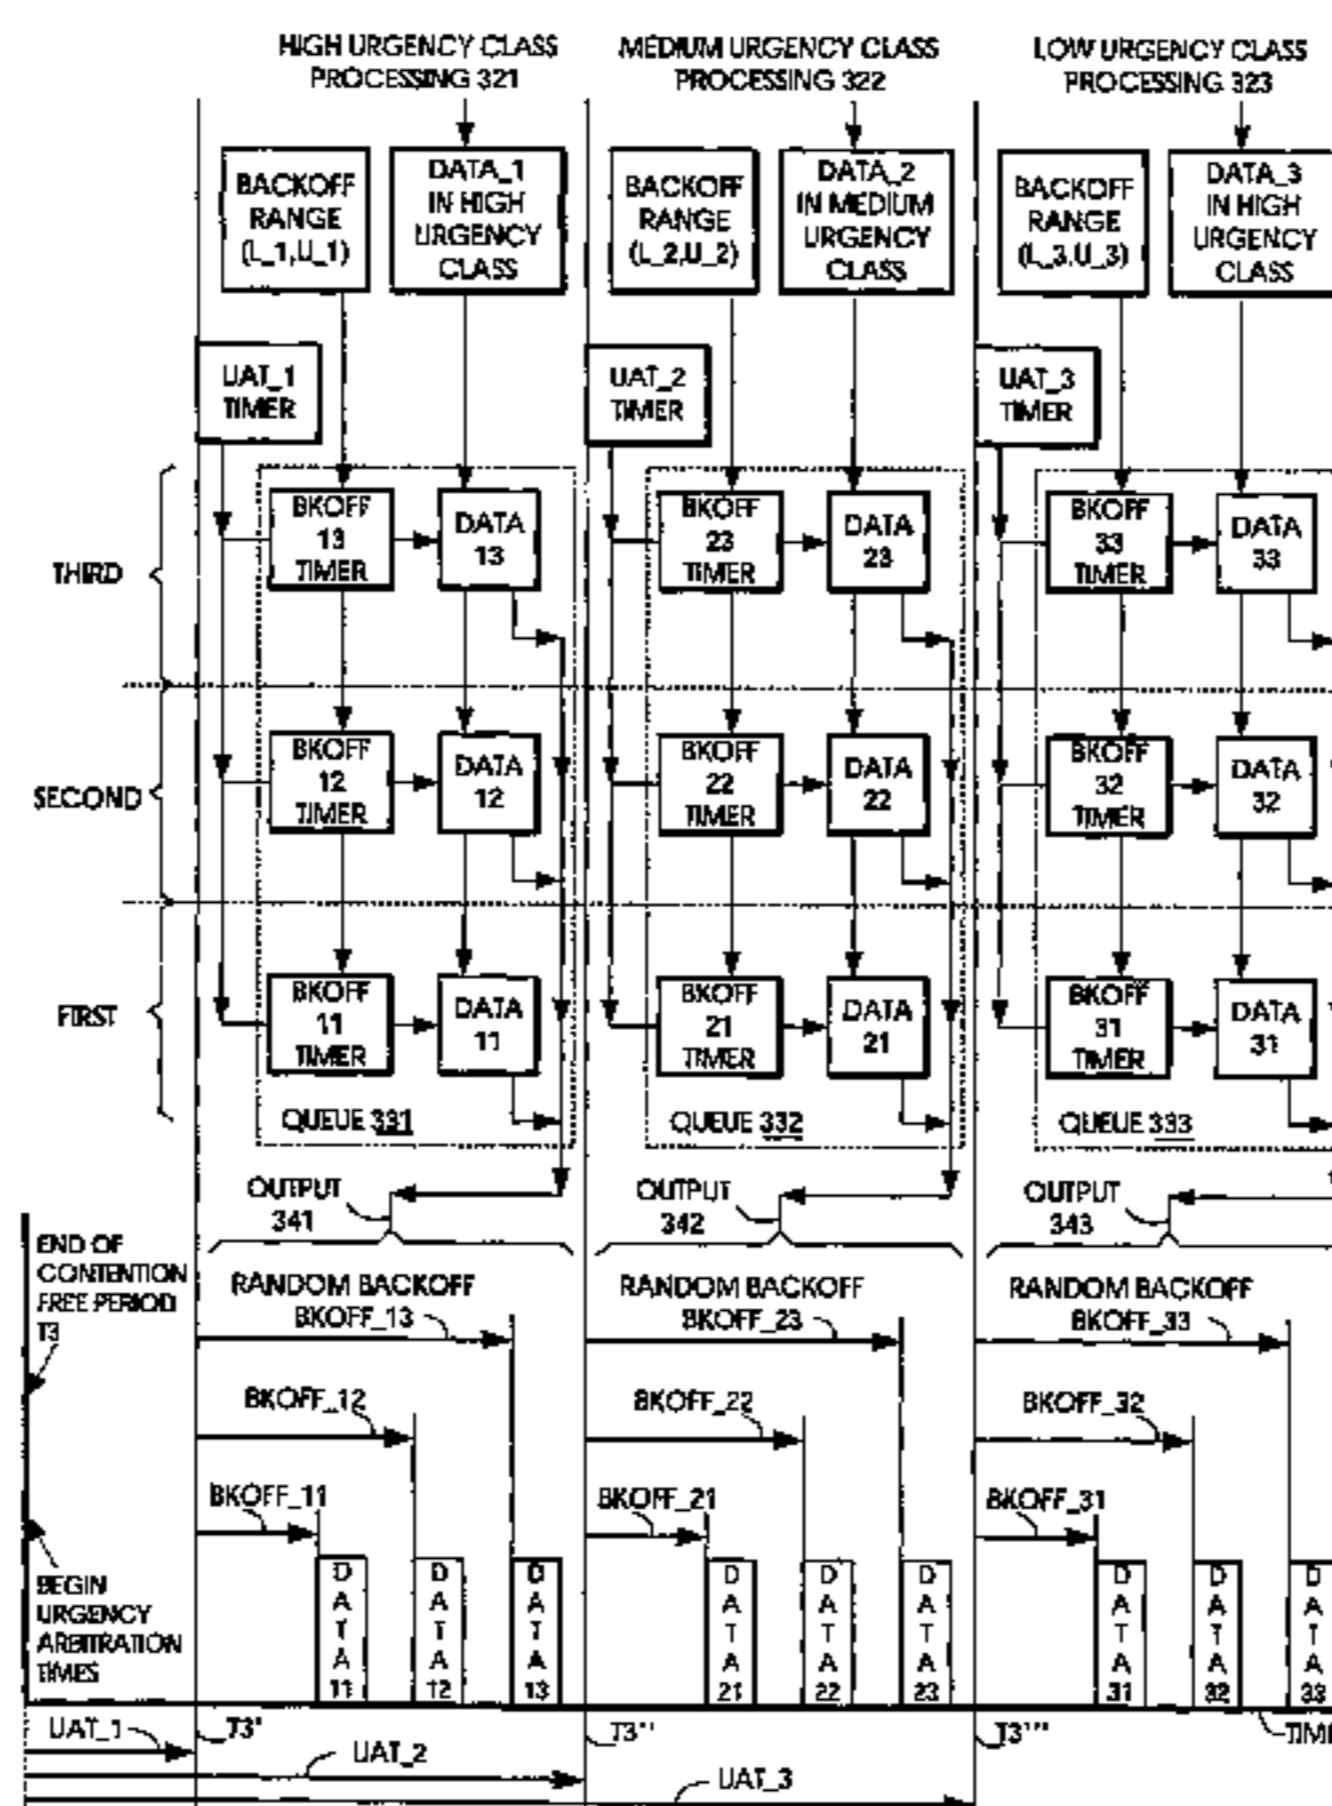 HIGH URGENCY CLASS
PROCESSING 321
MEDIUM URGENCY CLASS
PROCESSING 322
LOW URGENCY CLASS
PROCESSING 323
BACKOFF
RANGE
(L_1,U_1)
DATA_1
IN HIGH
URGENCY
CLASS
BACKOFF
RANGE
(L_2,U_2)
DATA_2
IN MEDIUM
URGENCY
CLASS
BACKOFF
RANGE
(L_3,U_3)
DATA_3
IN HIGH
URGENCY
CLASS
UAT_1
TIMER
UAT_2
TIMER
UAT_3
TIMER
THIRD
BKOFF
13
TIMER
DATA
13
BKOFF
23
TIMER
DATA
23
BKOFF
33
TIMER
DATA
33
SECOND
BKOFF
12
TIMER
DATA
12
BKOFF
22
TIMER
DATA
22
BKOFF
32
TIMER
DATA
32
FIRST
BKOFF
11
TIMER
DATA
11
BKOFF
21
TIMER
DATA
21
BKOFF
31
TIMER
DATA
31
QUEUE 331
QUEUE 332
QUEUE 333
OUTPUT
341
OUTPUT
342
OUTPUT
343
END OF
CONTENTION
FREE PERIOD
T3
RANDOM BACKOFF
BKOFF_13
RANDOM BACKOFF
BKOFF_23
RANDOM BACKOFF
BKOFF_33
BKOFF_12
BKOFF_22
BKOFF_32
BKOFF_11
BKOFF_21
BKOFF_31
BEGIN
URGENCY
ARBITRATION
TIMES
DATA
11
DATA
12
DATA
13
DATA
21
DATA
22
DATA
23
DATA
31
DATA
32
DATA
33
UAT_1
T3'
T3''
T3'''
UAT_2
UAT_3